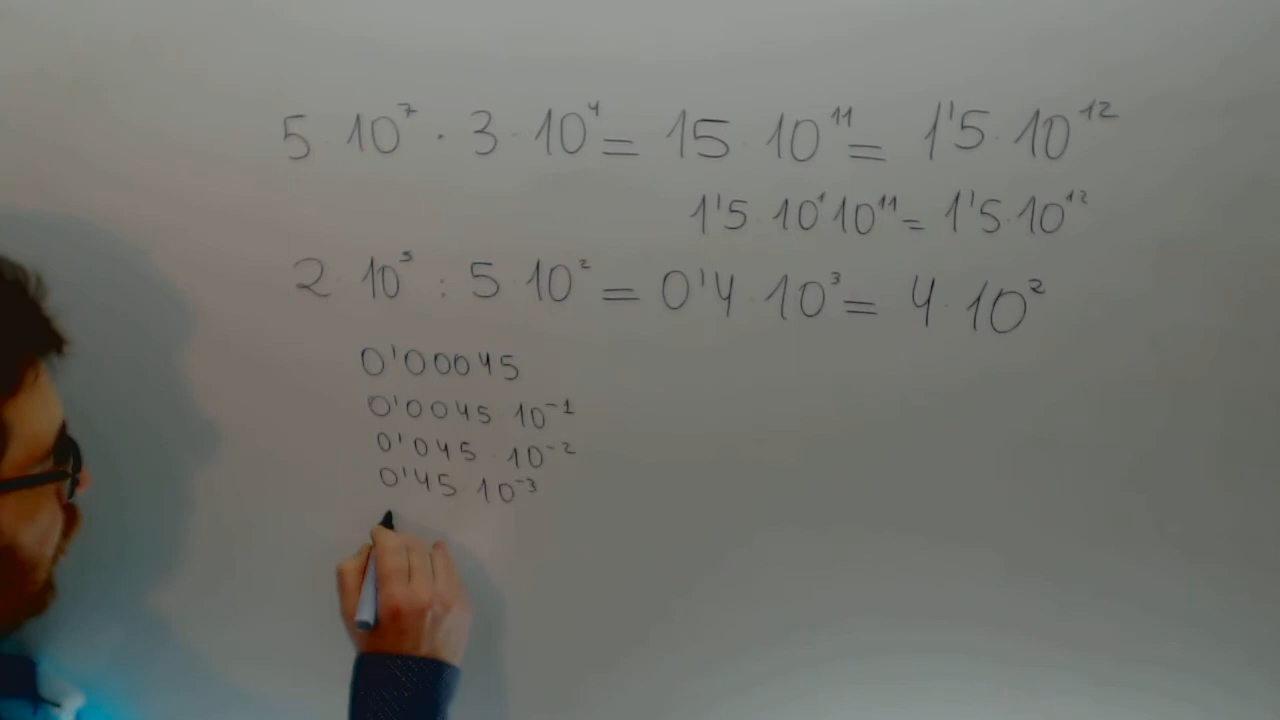 5 · 10⁷ · 3 · 10⁴ = 15 · 10¹¹ = 1'5 · 10¹²
1'5 · 10¹ 10¹¹ = 1'5 · 10¹²
2 · 10⁵ : 5 · 10² = 0'4 · 10³ = 4 · 10²
0'00045
0'0045 10⁻¹
0'045 · 10⁻²
0'45 10⁻³